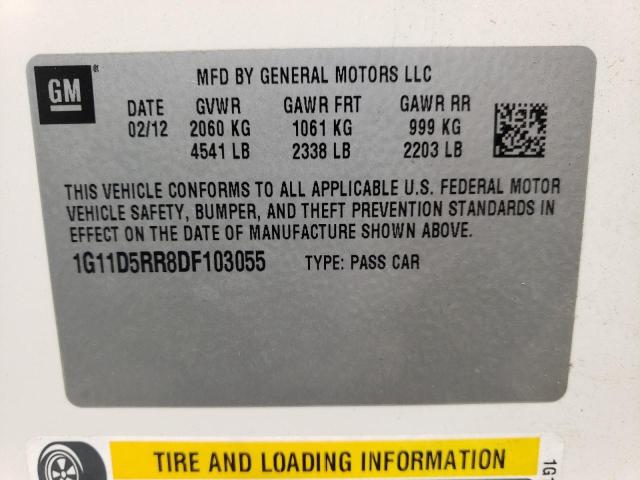 GM
MFD BY GENERAL MOTORS LLC
DATE GVWR GAWR FRT GAWR RR
02/12 2060 KG 1061 KG 999 KG
4541 LB 2338 LB 2203 LB
THIS VEHICLE CONFORMS TO ALL APPLICABLE U.S. FEDERAL MOTOR
VEHICLE SAFETY, BUMPER, AND THEFT PREVENTION STANDARDS IN
EFFECT ON THE DATE OF MANUFACTURE SHOWN ABOVE.
1G11D5RR8DF103055 TYPE: PASS CAR
TIRE AND LOADING INFORMATION